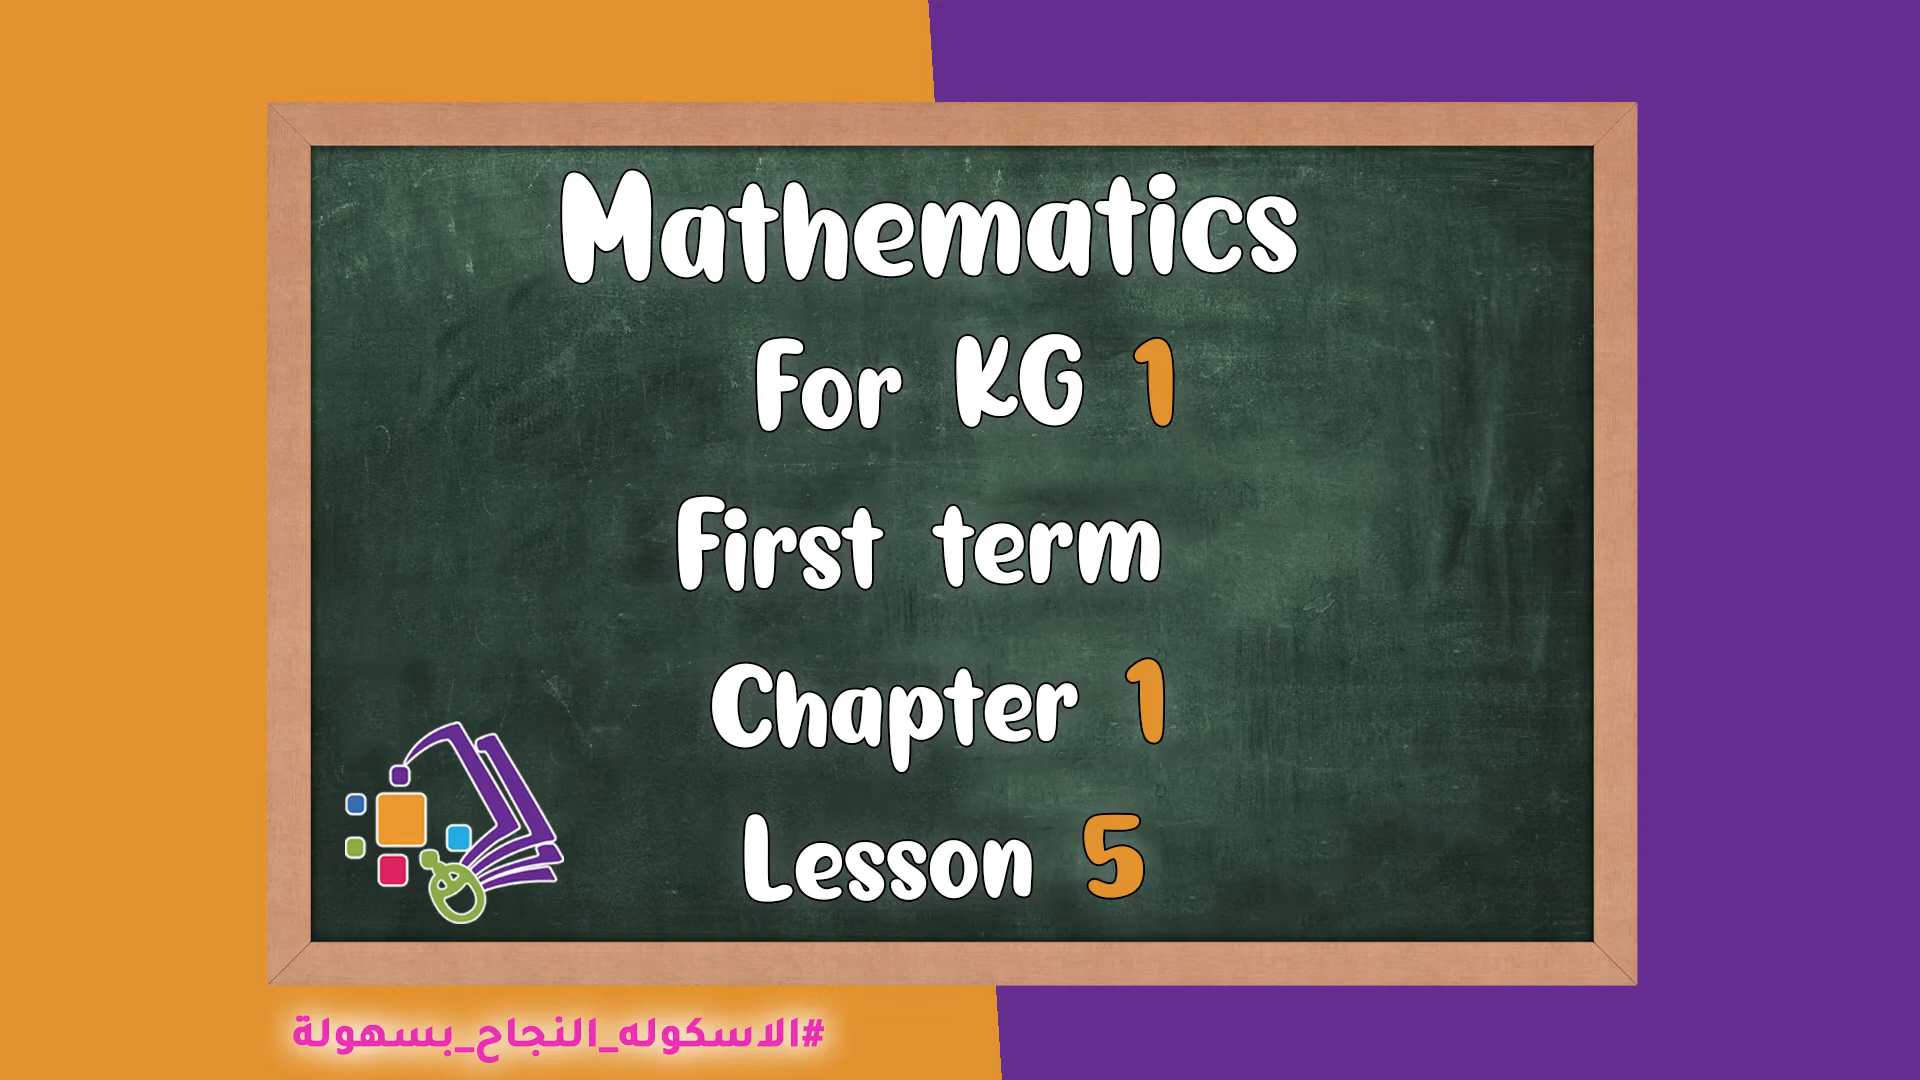 Mathematics
For KG 1
First term
Chapter 1
Lesson 5
#الاسكوله_النجاح_بسهولة